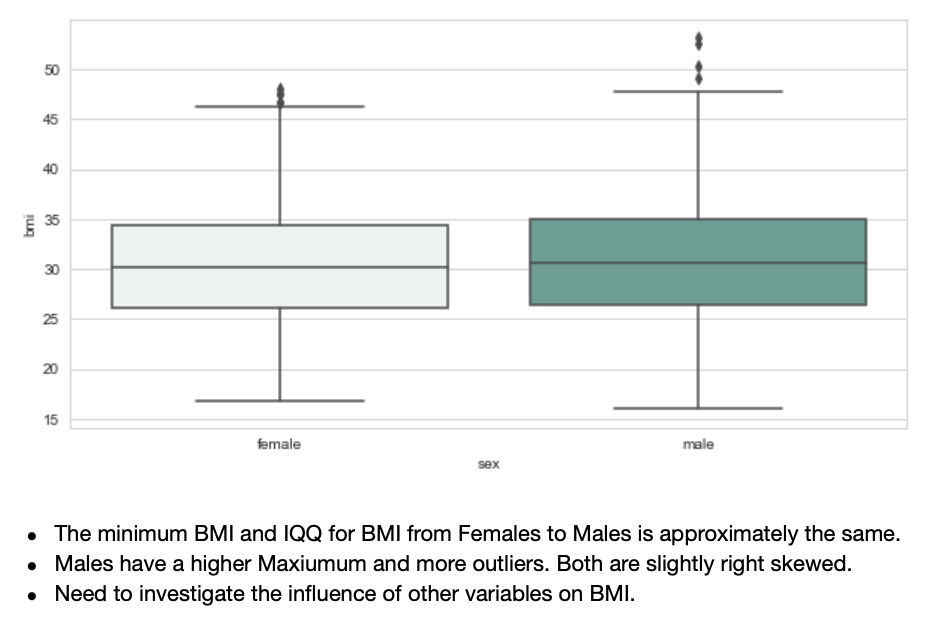 50
45
40
35
30
25
20
15
bmi
female male
sex
• The minimum BMI and IQQ for BMI from Females to Males is approximately the same.
• Males have a higher Maxiumum and more outliers. Both are slightly right skewed.
• Need to investigate the influence of other variables on BMI.